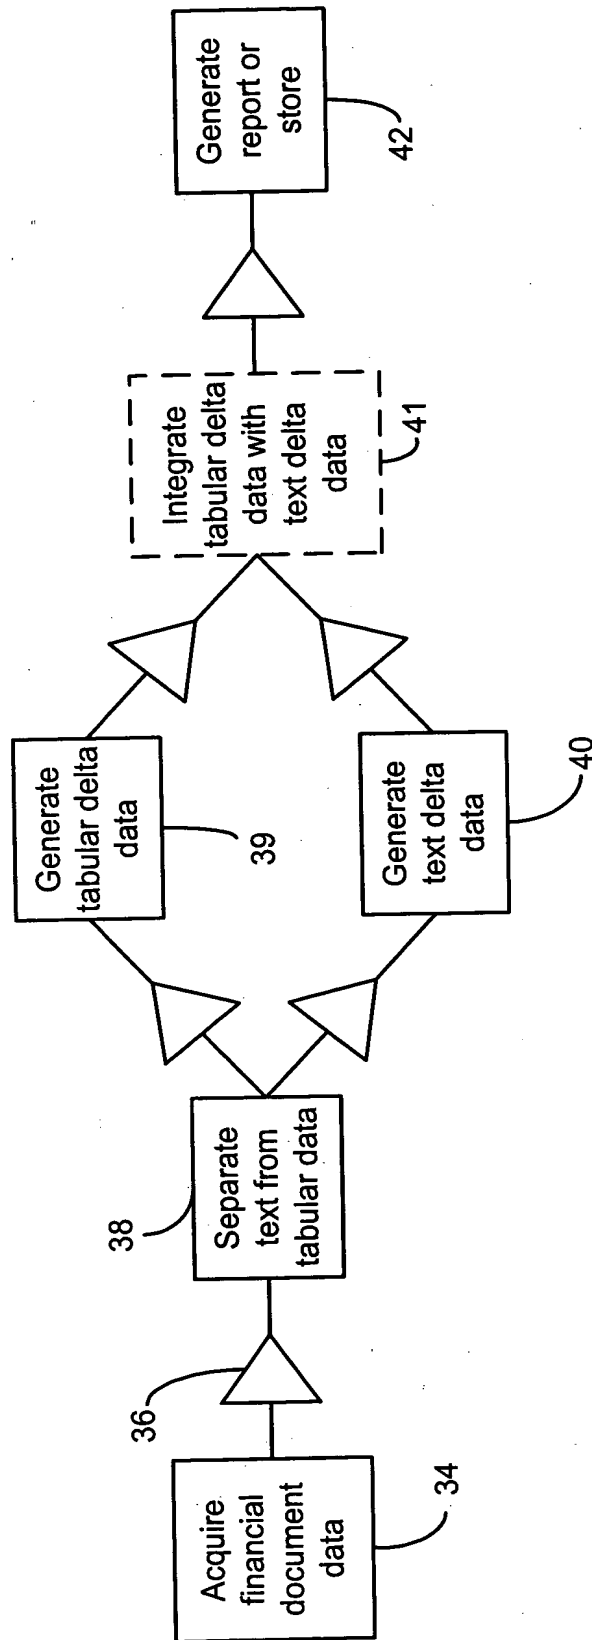 Acquire
financial
document
data
34
36
38
Separate
text from
tabular data
Generate
tabular delta
data
39
Generate
text delta
data
40
Integrate
tabular delta
data with
text delta
data
41
Generate
report or
store
42